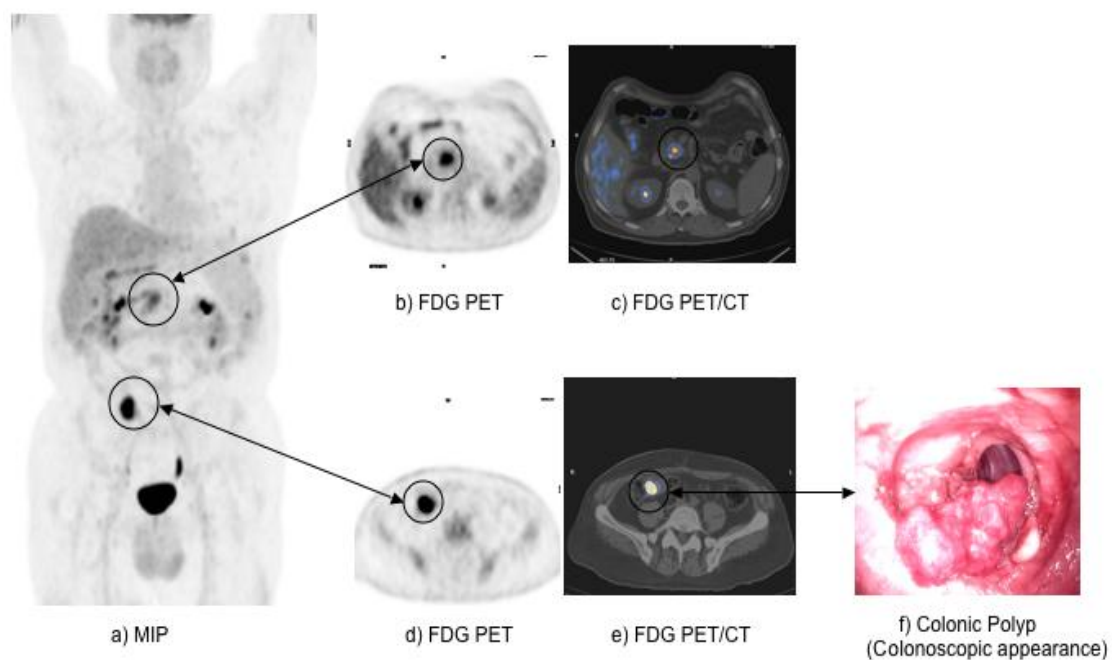 b) FDG PET
c) FDG PET/CT
a) MIP
d) FDG PET
e) FDG PET/CT
f) Colonic Polyp
(Colonoscopic appearance)